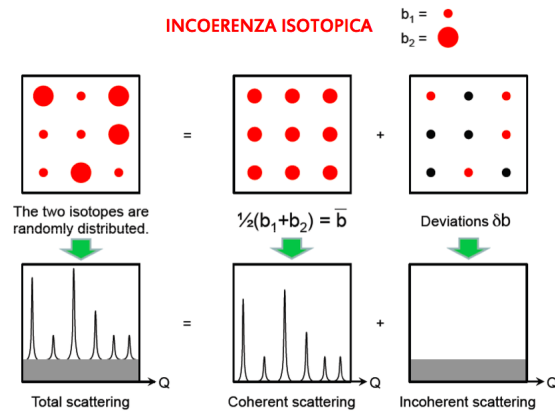 INCOERENZA ISOTOPICA
b₁ =
b₂ =
=
+
The two isotopes are
randomly distributed.
½(b₁+b₂) = b̅
Deviations δb
=
+
Q
Q
Q
Total scattering
Coherent scattering
Incoherent scattering